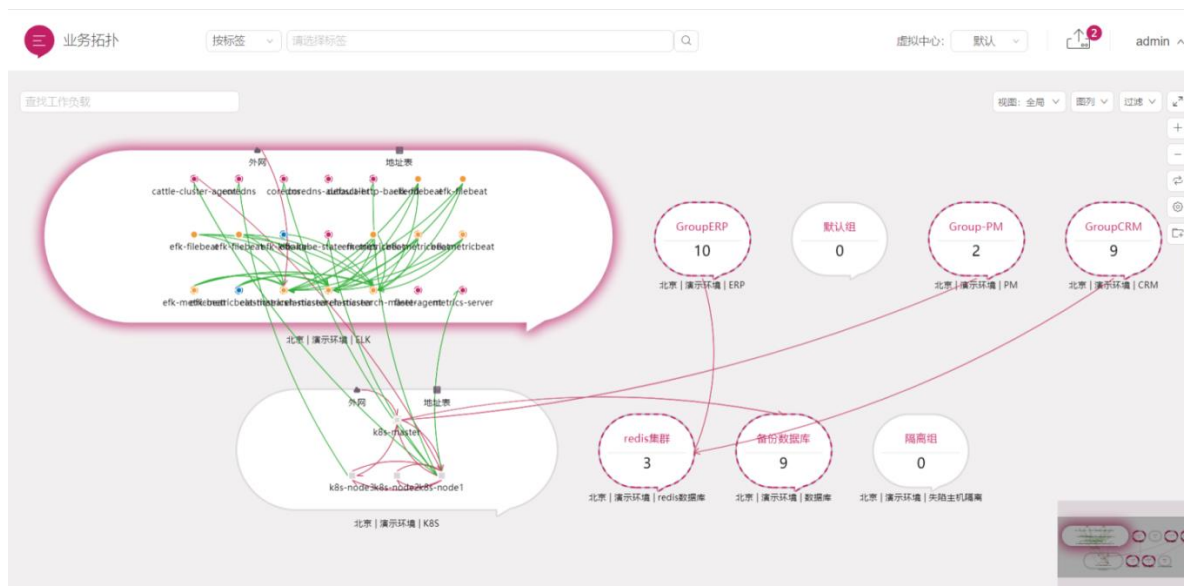 业务拓扑
按标签
请选择标签
虚拟中心:
默认
2
admin
查找工作负载
视图: 全局
图列
过滤
外网
地址表
cattle-cluster-agent
efk-filebeat
efk-filebeat
efk-filebeat
metrics-server
北京 | 演示环境 | ELK
GroupERP
10
北京 | 演示环境 | ERP
默认组
0
Group-PM
2
北京 | 演示环境 | PM
GroupCRM
9
北京 | 演示环境 | CRM
外网
地址表
k8s-master
k8s-node3
k8s-node2
k8s-node1
北京 | 演示环境 | K8S
redis集群
3
北京 | 演示环境 | redis数据库
备份数据库
9
北京 | 演示环境 | 数据库
隔离组
0
北京 | 演示环境 | 失陷主机隔离